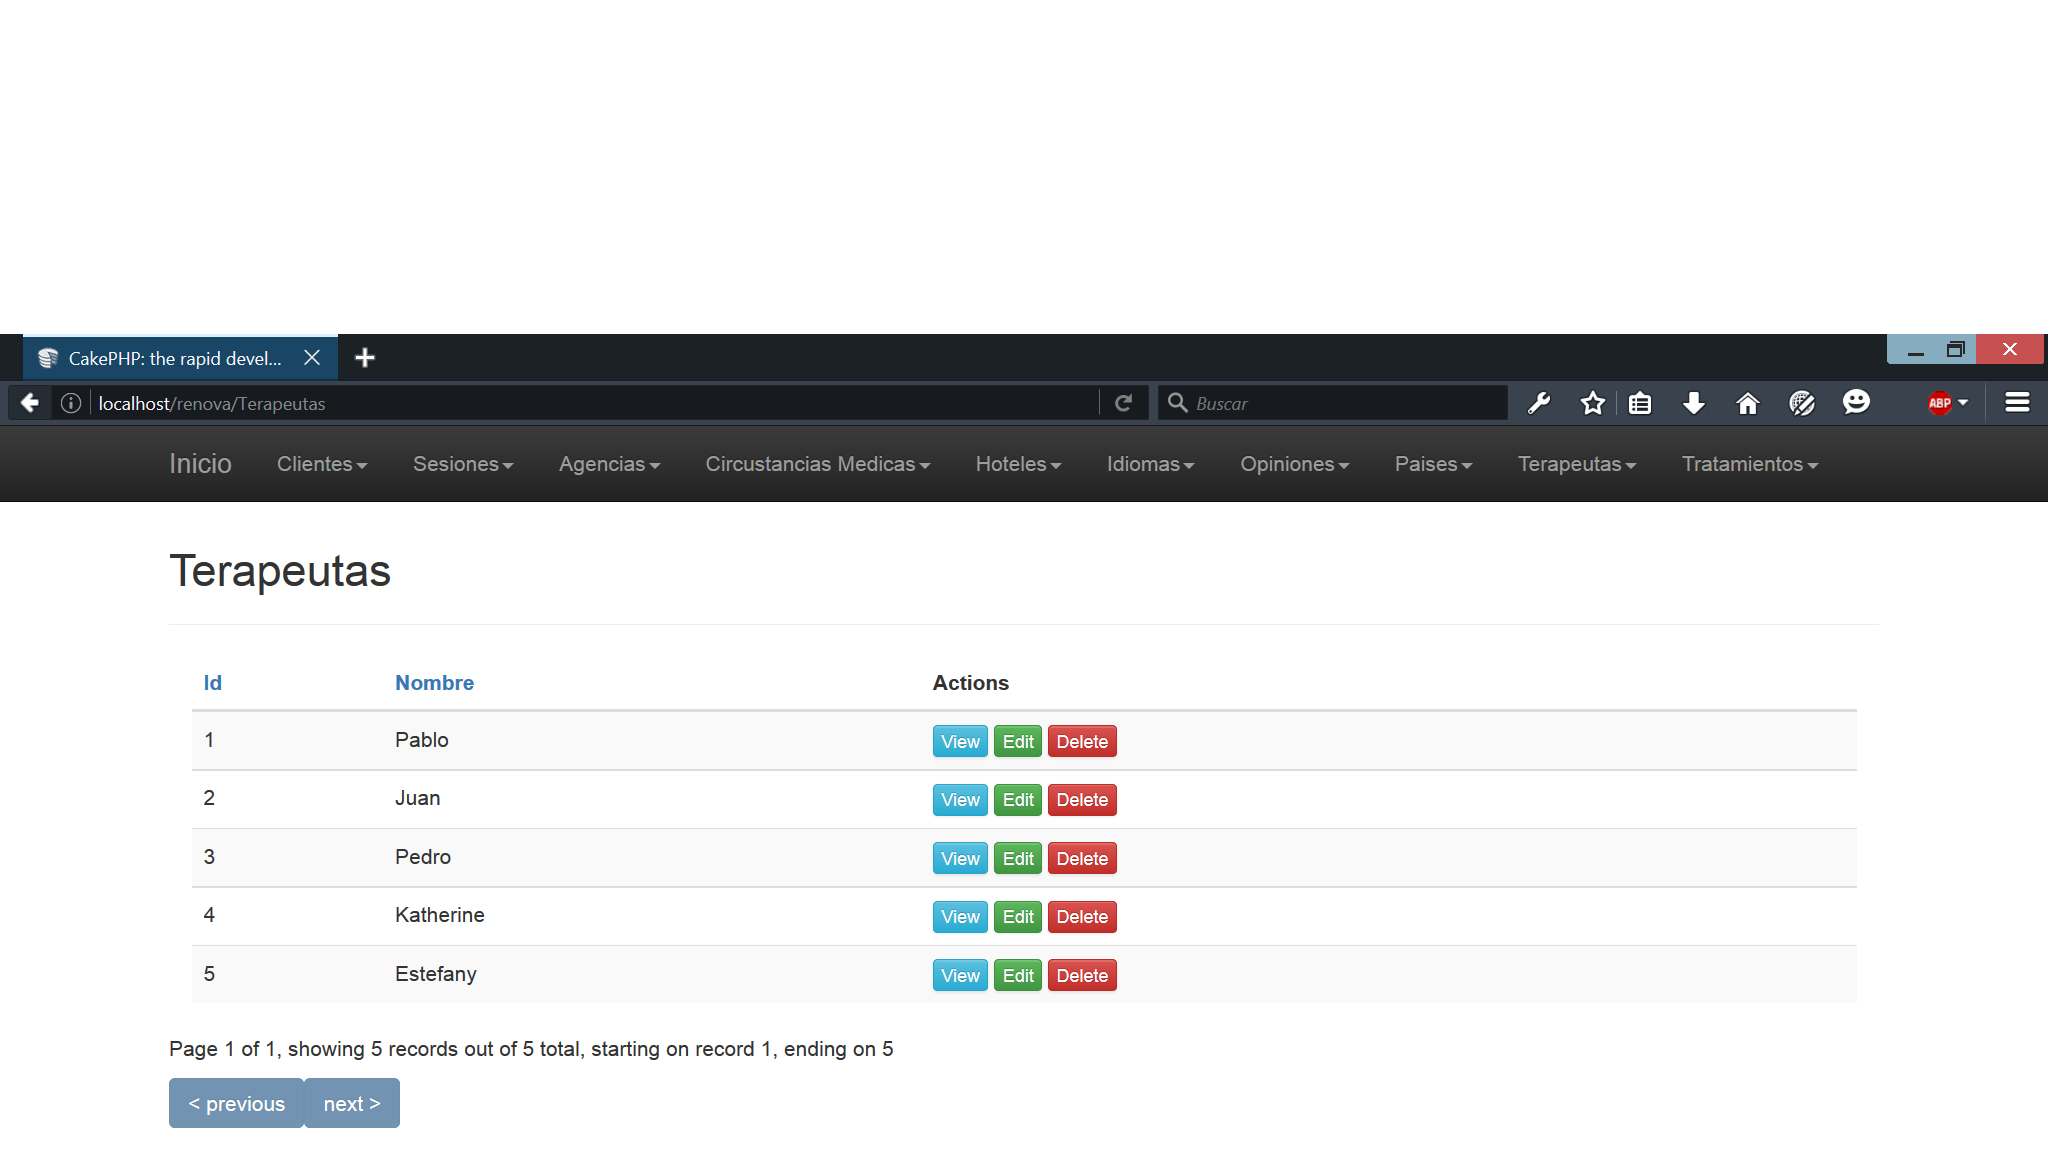 CakePHP: the rapid devel...
localhost/renova/Terapeutas
Buscar
ABP
Inicio Clientes Sesiones Agencias Circustancias Medicas Hoteles Idiomas Opiniones Paises Terapeutas Tratamientos
Terapeutas
Id Nombre Actions
1 Pablo View Edit Delete
2 Juan View Edit Delete
3 Pedro View Edit Delete
4 Katherine View Edit Delete
5 Estefany View Edit Delete
Page 1 of 1, showing 5 records out of 5 total, starting on record 1, ending on 5
< previous next >